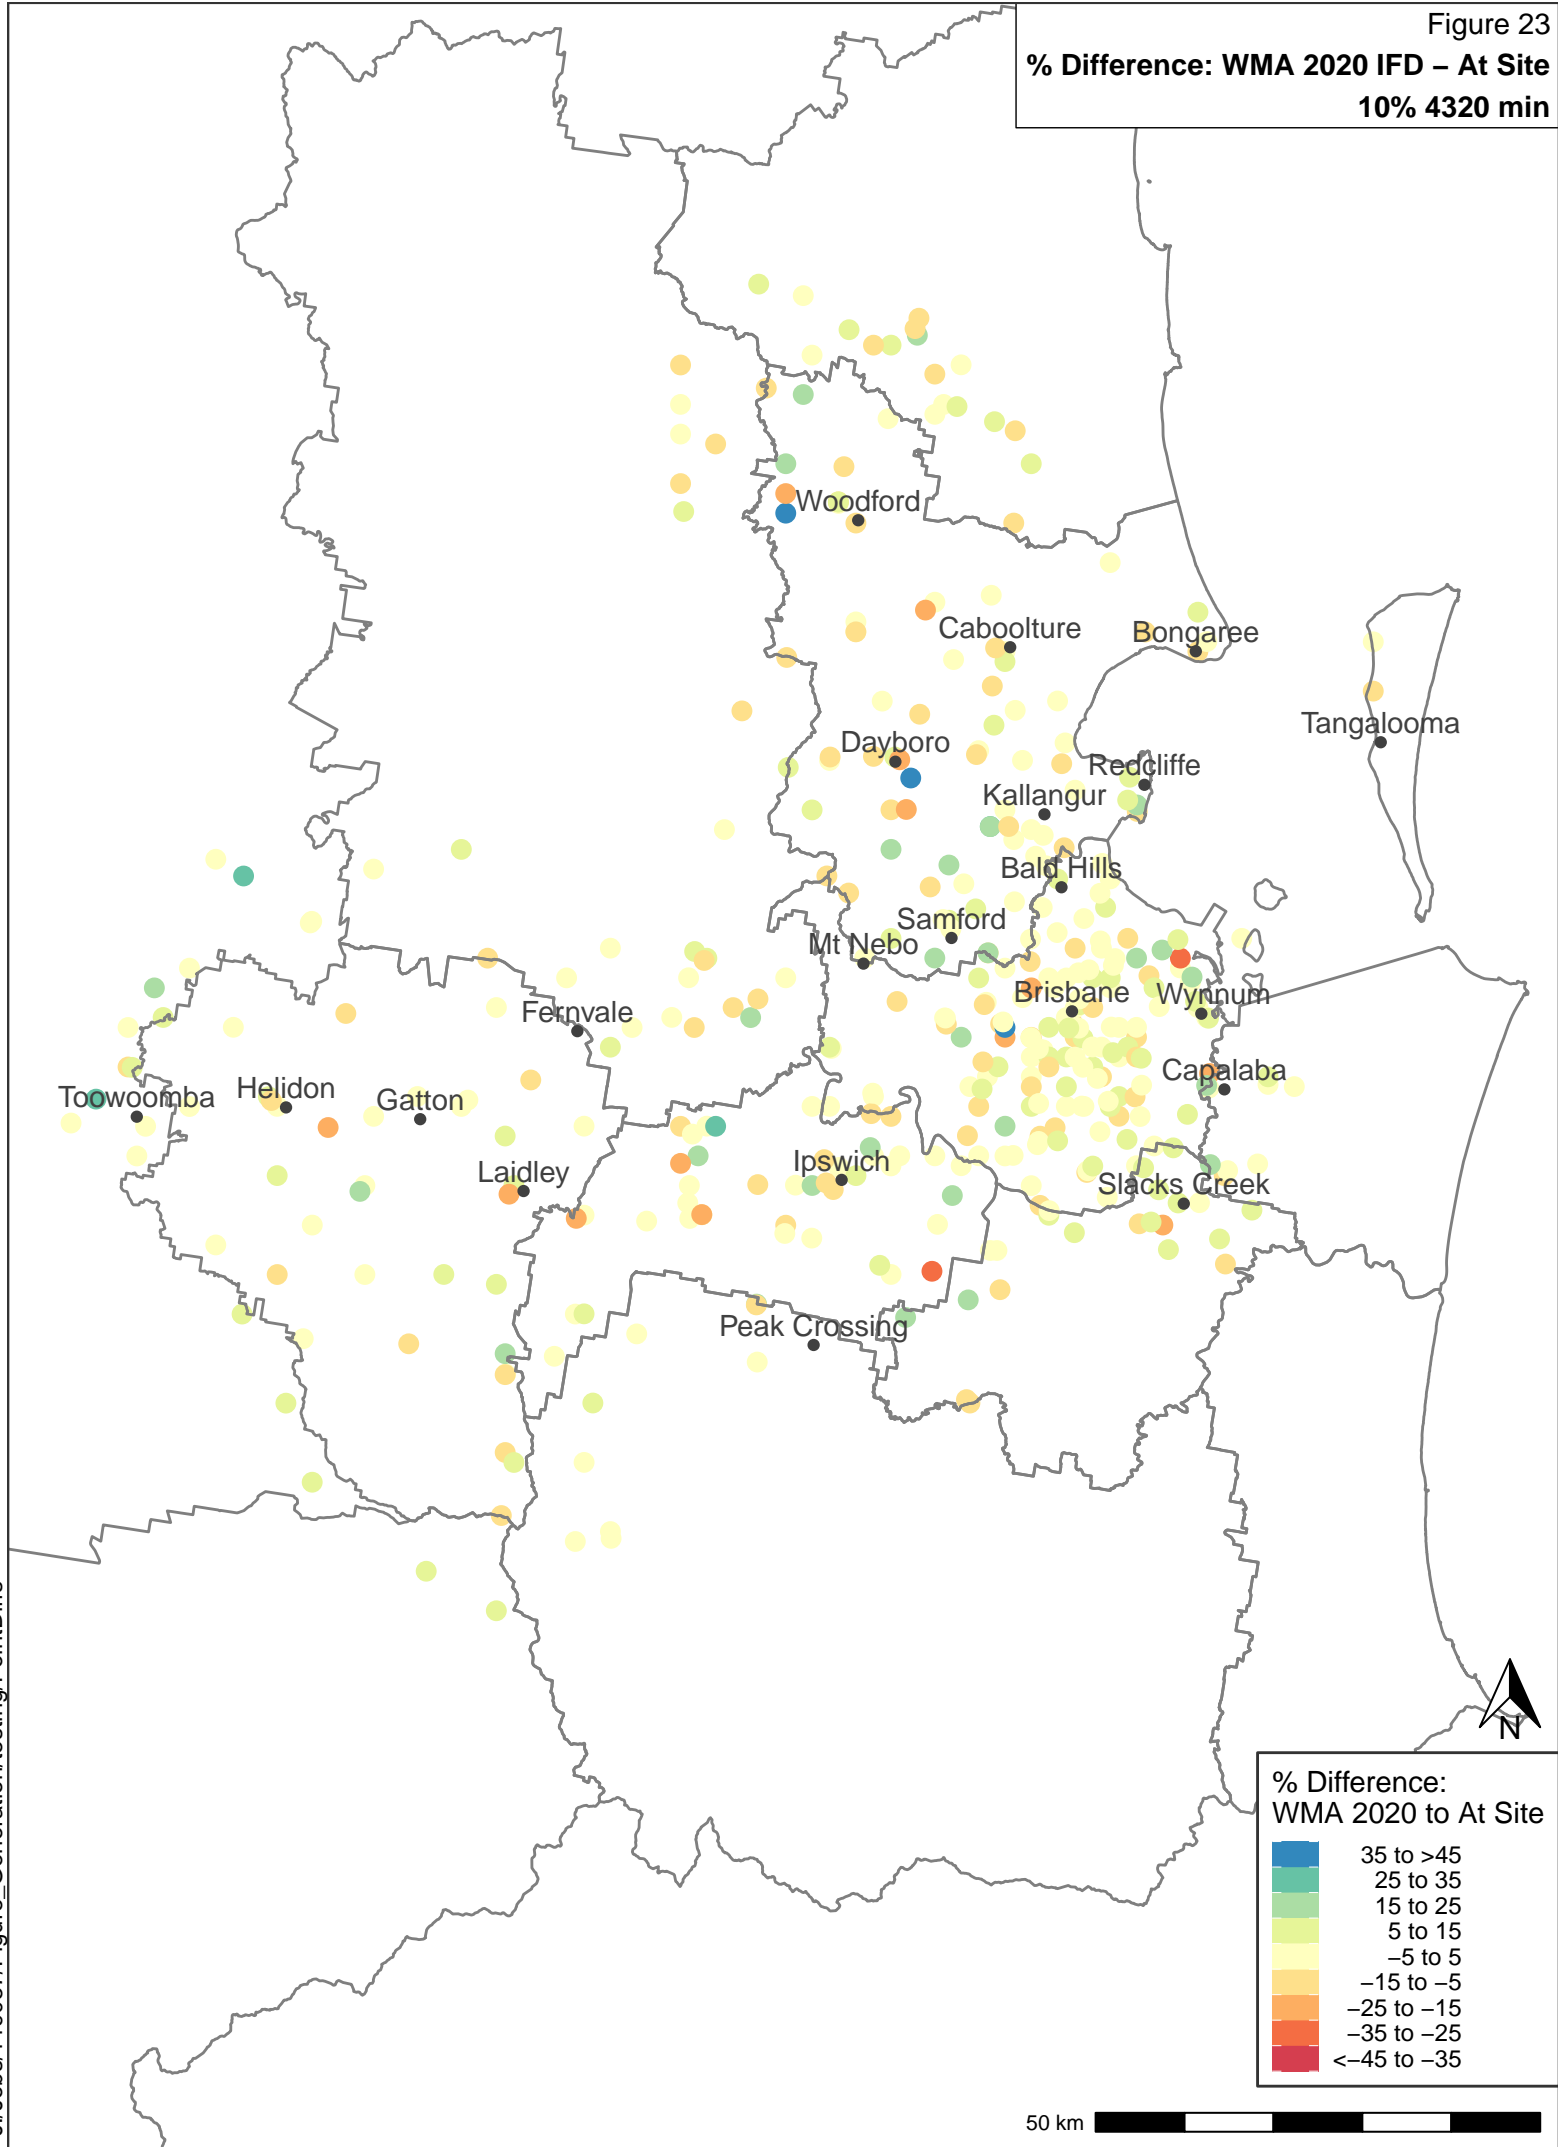 Figure 23
% Difference: WMA 2020 IFD – At Site
10% 4320 min
Woodford
Caboolture
Bongaree
Tangalooma
Dayboro
Redcliffe
Kallangur
Bald Hills
Samford
Mt Nebo
Brisbane
Wynnum
Fernvale
Capalaba
Toowoomba
Helidon
Gatton
Ipswich
Laidley
Slacks Creek
Peak Crossing
N
% Difference:
WMA 2020 to At Site
35 to >45
25 to 35
15 to 25
5 to 15
−5 to 5
−15 to −5
−25 to −15
−35 to −25
<−45 to −35
50 km